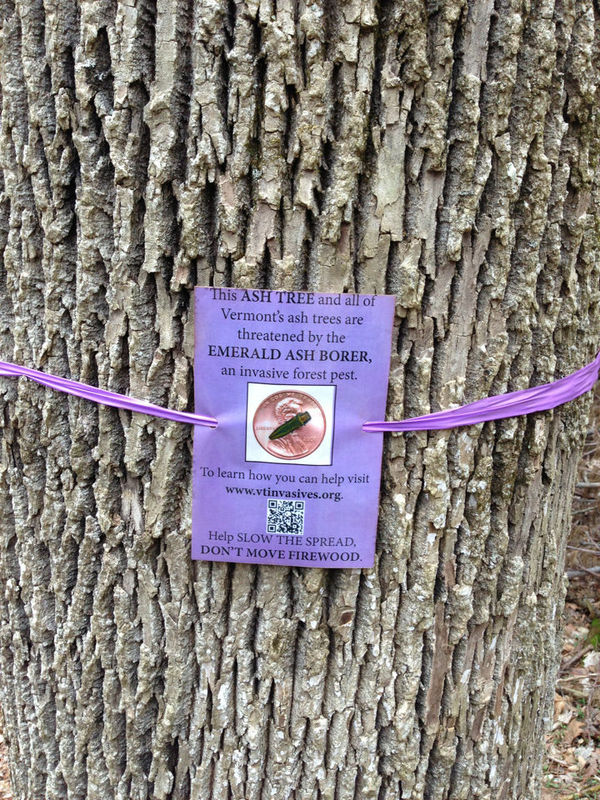 This ASH TREE and all of
Vermont's ash trees are
threatened by the
EMERALD ASH BORER,
an invasive forest pest.
To learn how you can help visit
www.vtinvasives.org.
Help SLOW THE SPREAD,
DON'T MOVE FIREWOOD.